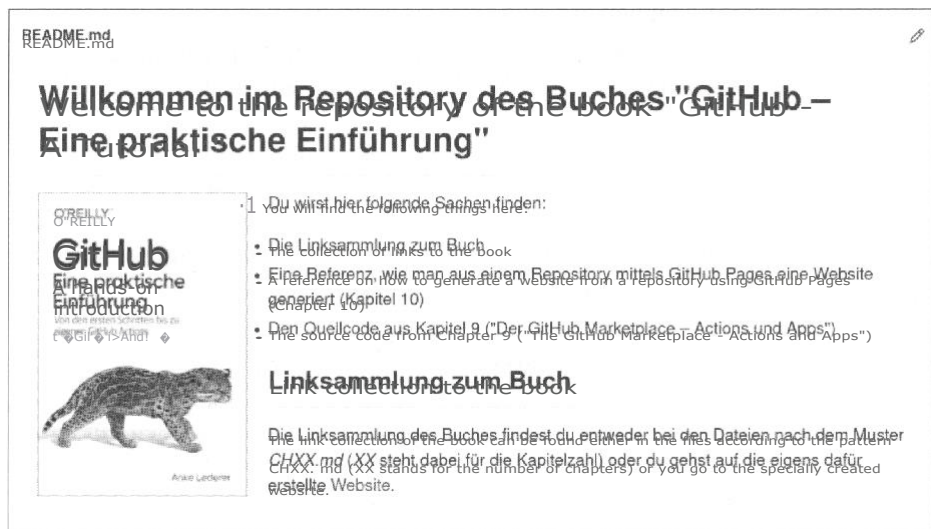 README.md
README.md
Willkommen im Repository des Buches "GitHub –
Welcome to the repository of the book "GitHub –
Eine praktische Einführung"
A Tutorial "
O'REILLY
O"REILLY
GitHub
Eine praktische
A hands-on
Einführung
introduction
Von den ersten Schritten bis zu
eigenen GitHub Actions
Anke Lederer
Du wirst hier folgende Sachen finden:
You will find the following things here:
• Die Linksammlung zum Buch
- The collection of links to the book
• Eine Referenz, wie man aus einem Repository mittels GitHub Pages eine Website
- A reference on how to generate a website from a repository using GitHub Pages
generiert (Kapitel 10)
(Chapter 10)
• Den Quellcode aus Kapitel 9 ("Der GitHub Marketplace – Actions und Apps")
- The source code from Chapter 9 ("The GitHub Marketplace – Actions and Apps")
Linksammlung zum Buch
Link collection to the book
Die Linksammlung des Buches findest du entweder bei den Dateien nach dem Muster
The link collection of the book can be found either in the files according to the pattern
CHXX.md (XX steht dabei für die Kapitelzahl) oder du gehst auf die eigens dafür
CHXX. md (XX stands for the number of chapters) or you go to the specially created
erstellte Website.
website.